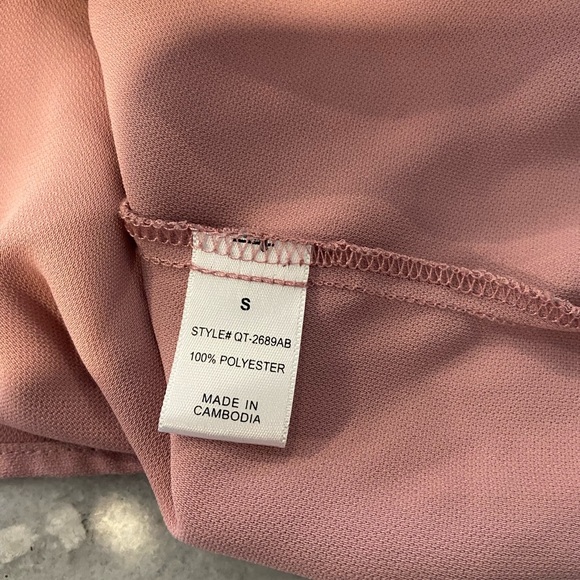 S
STYLE# QT-2689AB
100% POLYESTER
MADE IN
CAMBODIA